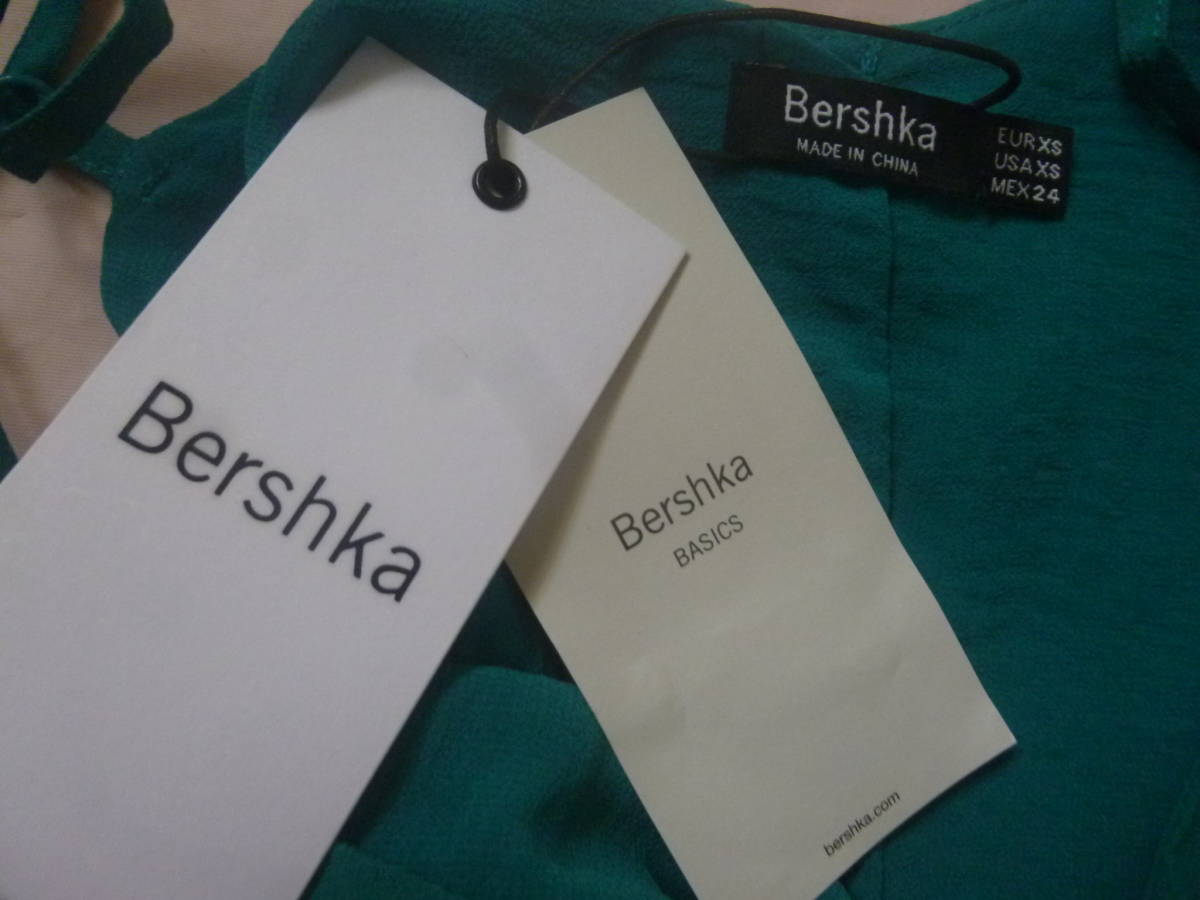 Bershka
MADE IN CHINA
EUR XS
USA XS
MEX 24
Bershka
Bershka
BASICS
bershka.com